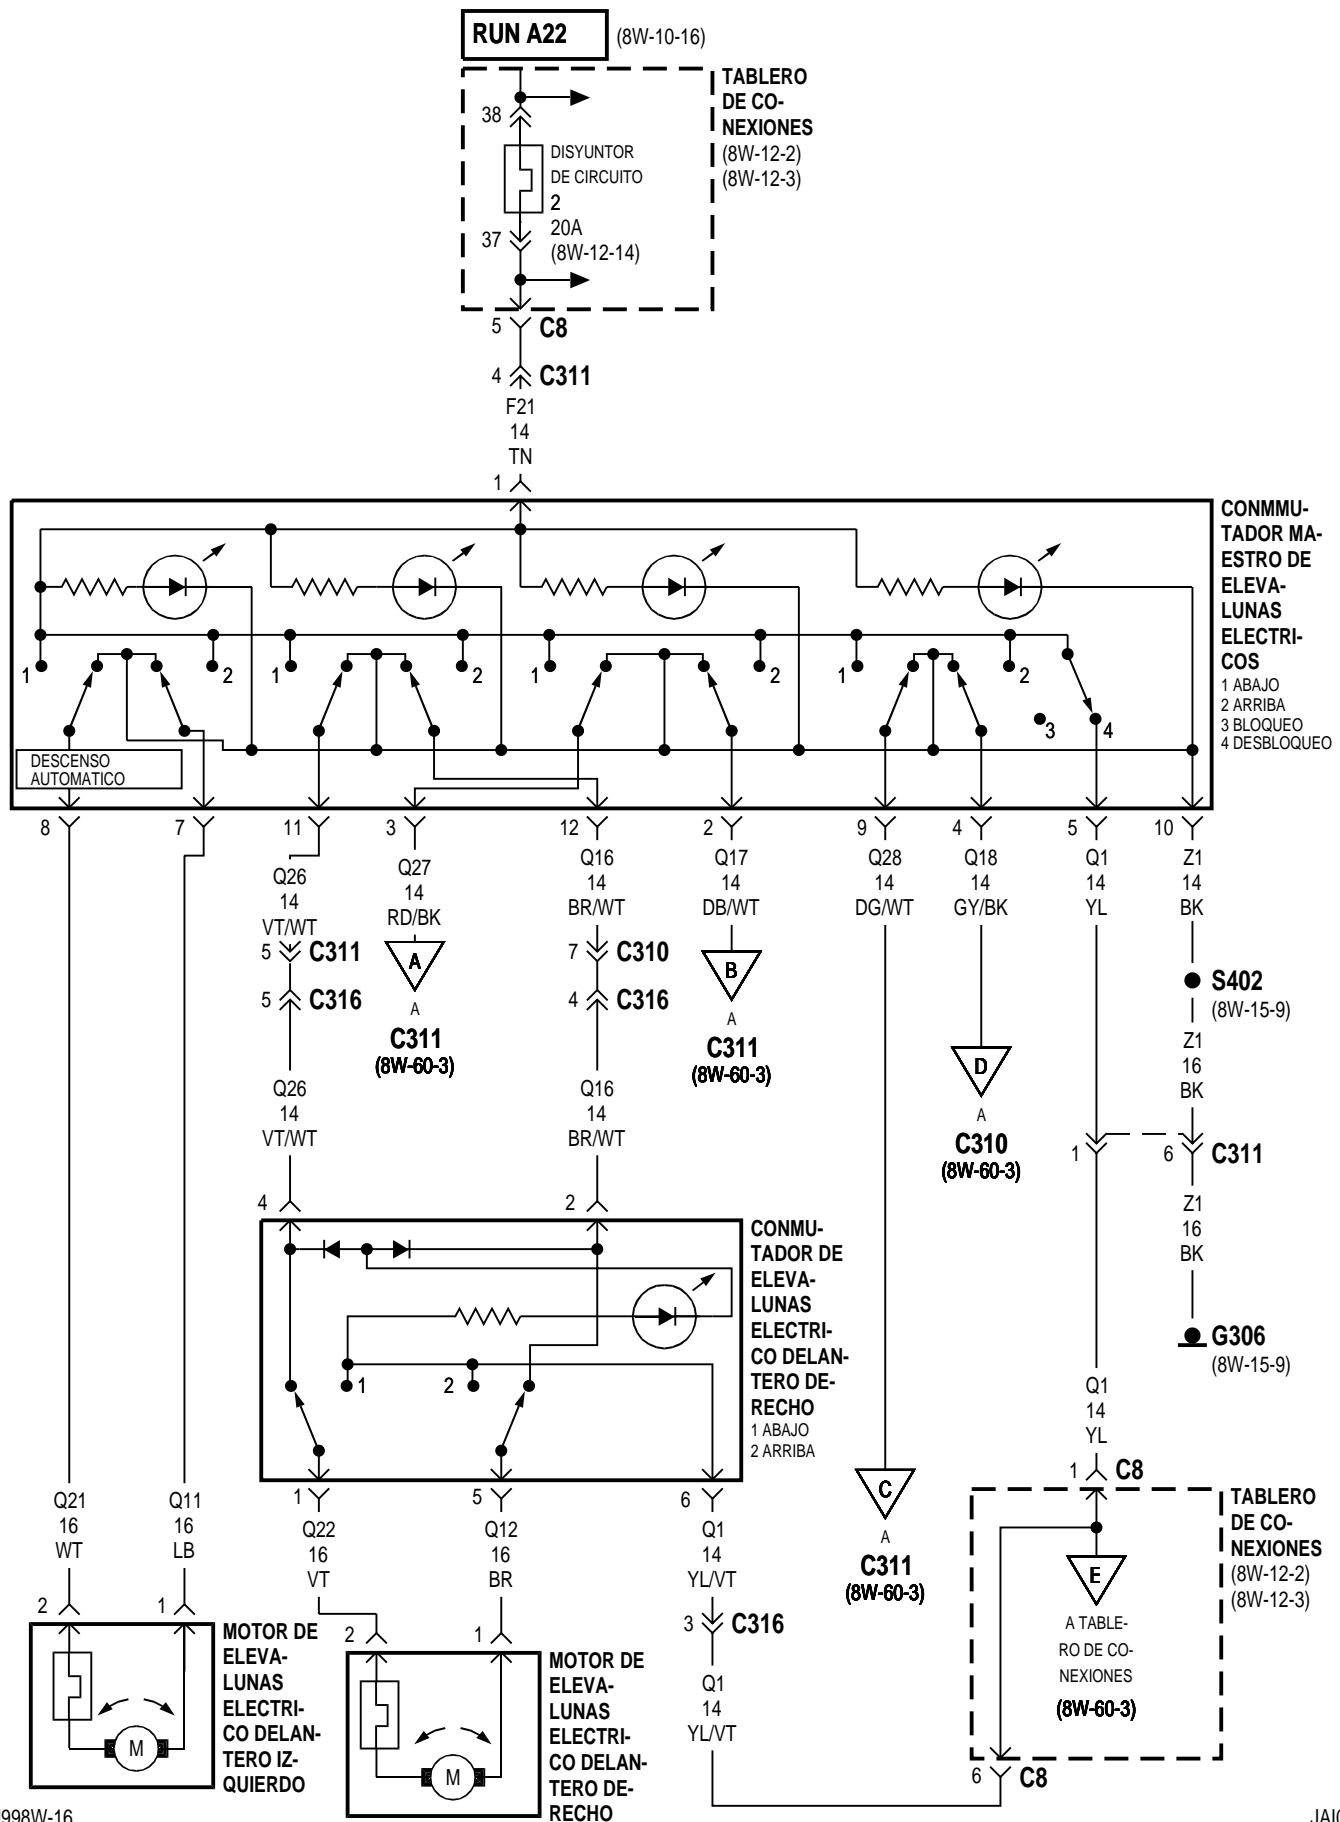 RUN A22
(8W-10-16)
TABLERO
DE CO-
NEXIONES
(8W-12-2)
(8W-12-3)
38
DISYUNTOR
DE CIRCUITO
2
20A
(8W-12-14)
37
5
C8
4
C311
F21
14
TN
1
CONMMU-
TADOR MA-
ESTRO DE
ELEVA-
LUNAS
ELECTRI-
COS
1 ABAJO
2 ARRIBA
3 BLOQUEO
4 DESBLOQUEO
1
2
1
2
1
2
1
2
3
4
DESCENSO
AUTOMATICO
8
7
11
3
12
2
9
4
5
10
Q26
14
VT/WT
Q27
14
RD/BK
Q16
14
BR/WT
Q17
14
DB/WT
Q28
14
DG/WT
Q18
14
GY/BK
Q1
14
YL
Z1
14
BK
5
C311
A
A
C311
(8W-60-3)
7
C310
B
A
C311
(8W-60-3)
5
C316
4
C316
S402
(8W-15-9)
Z1
16
BK
D
A
C310
(8W-60-3)
Q26
14
VT/WT
Q16
14
BR/WT
1
6
C311
Z1
16
BK
G306
(8W-15-9)
4
2
CONMU-
TADOR DE
ELEVA-
LUNAS
ELECTRI-
CO DELAN-
TERO DE-
RECHO
1 ABAJO
2 ARRIBA
1
2
Q1
14
YL
1
C8
C
A
C311
(8W-60-3)
1
5
6
Q21
16
WT
Q11
16
LB
Q22
16
VT
Q12
16
BR
Q1
14
YL/VT
3
C316
Q1
14
YL/VT
TABLERO
DE CO-
NEXIONES
(8W-12-2)
(8W-12-3)
E
A TABLE-
RO DE CO-
NEXIONES
(8W-60-3)
6
C8
2
1
M
MOTOR DE
ELEVA-
LUNAS
ELECTRI-
CO DELAN-
TERO IZ-
QUIERDO
2
1
M
MOTOR DE
ELEVA-
LUNAS
ELECTRI-
CO DELAN-
TERO DE-
RECHO
998W-16